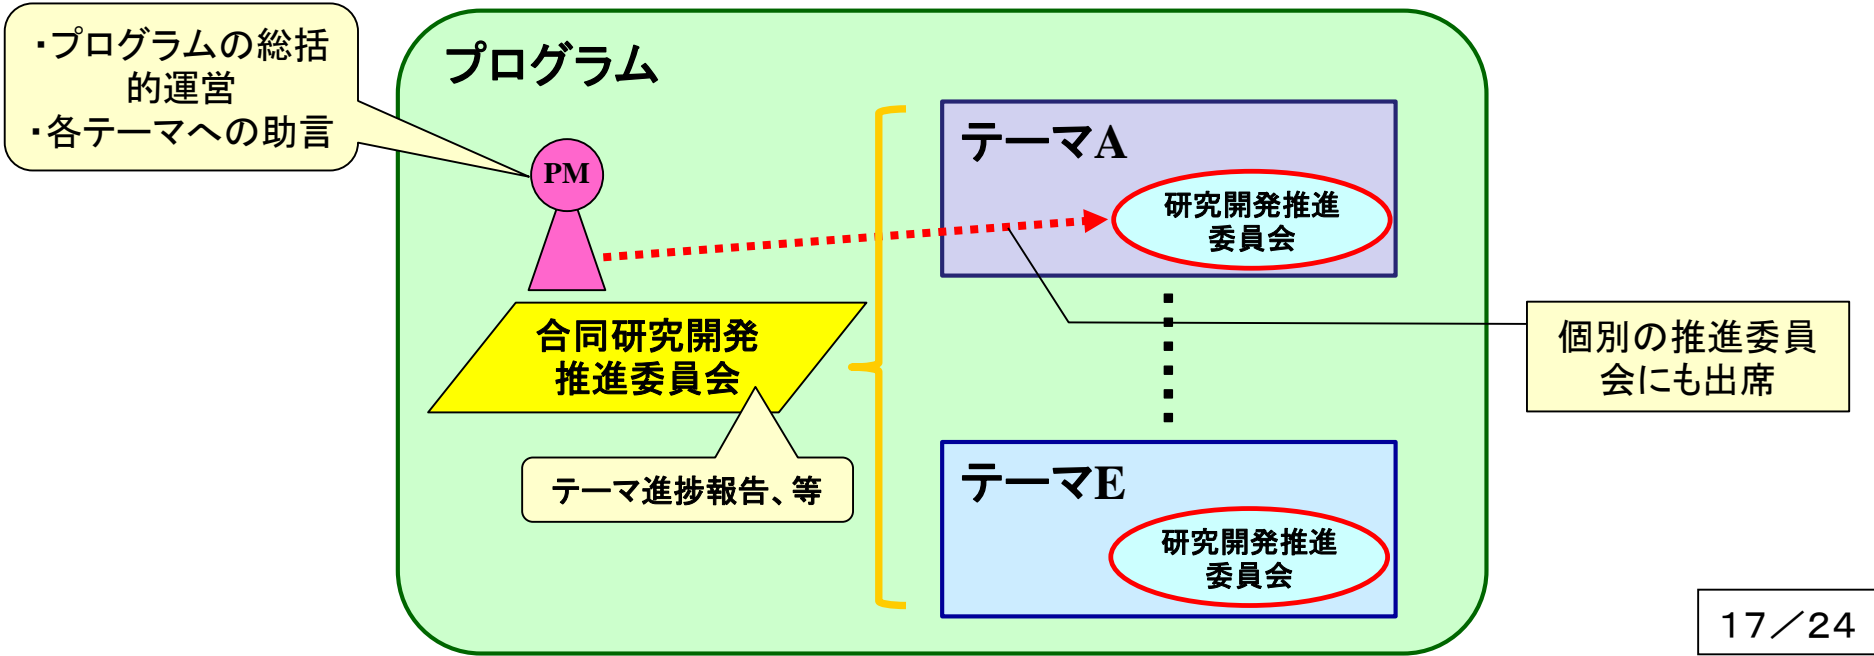 ・プログラムの総括
的運営
・各テーマへの助言
プログラム
PM
テーマA
研究開発推進
委員会
合同研究開発
推進委員会
個別の推進委員
会にも出席
テーマ進捗報告、等
テーマE
研究開発推進
委員会
17／24